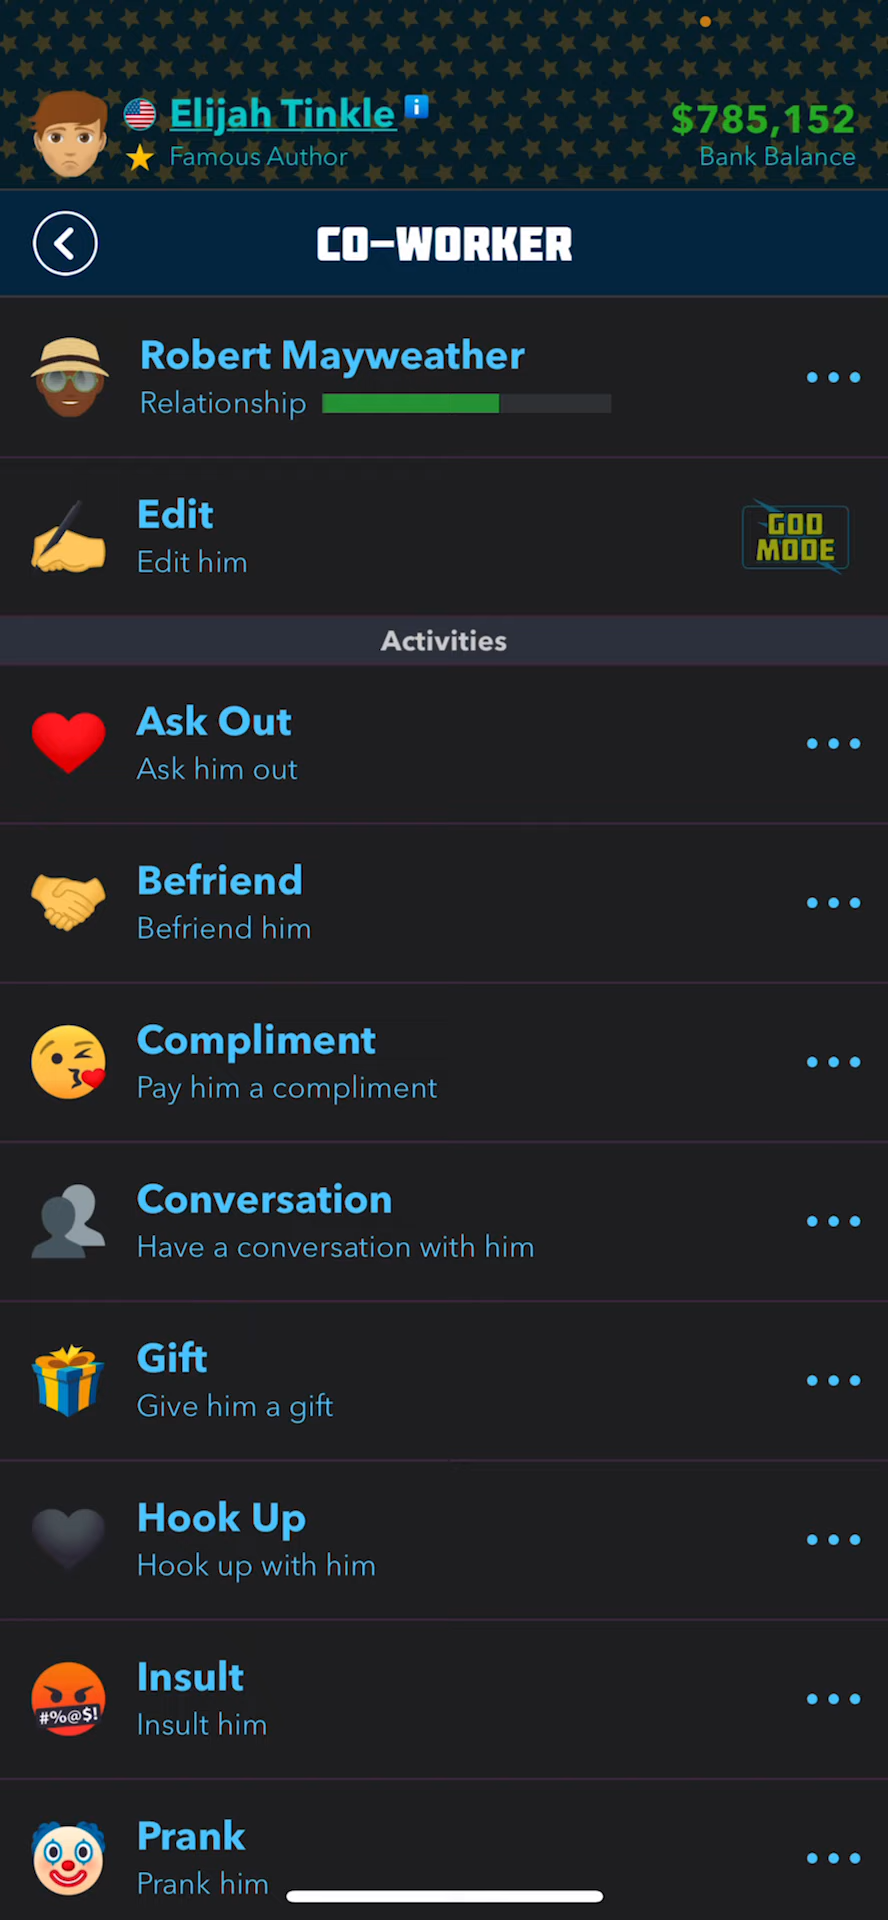 Elijah Tinkle
$785,152
Famous Author
Bank Balance
CO-WORKER
Robert Mayweather
Relationship
Edit
Edit him
GOD
MODE
Activities
Ask Out
Ask him out
Befriend
Befriend him
Compliment
Pay him a compliment
Conversation
Have a conversation with him
Gift
Give him a gift
Hook Up
Hook up with him
#%@$!
Insult
Insult him
Prank
Prank him